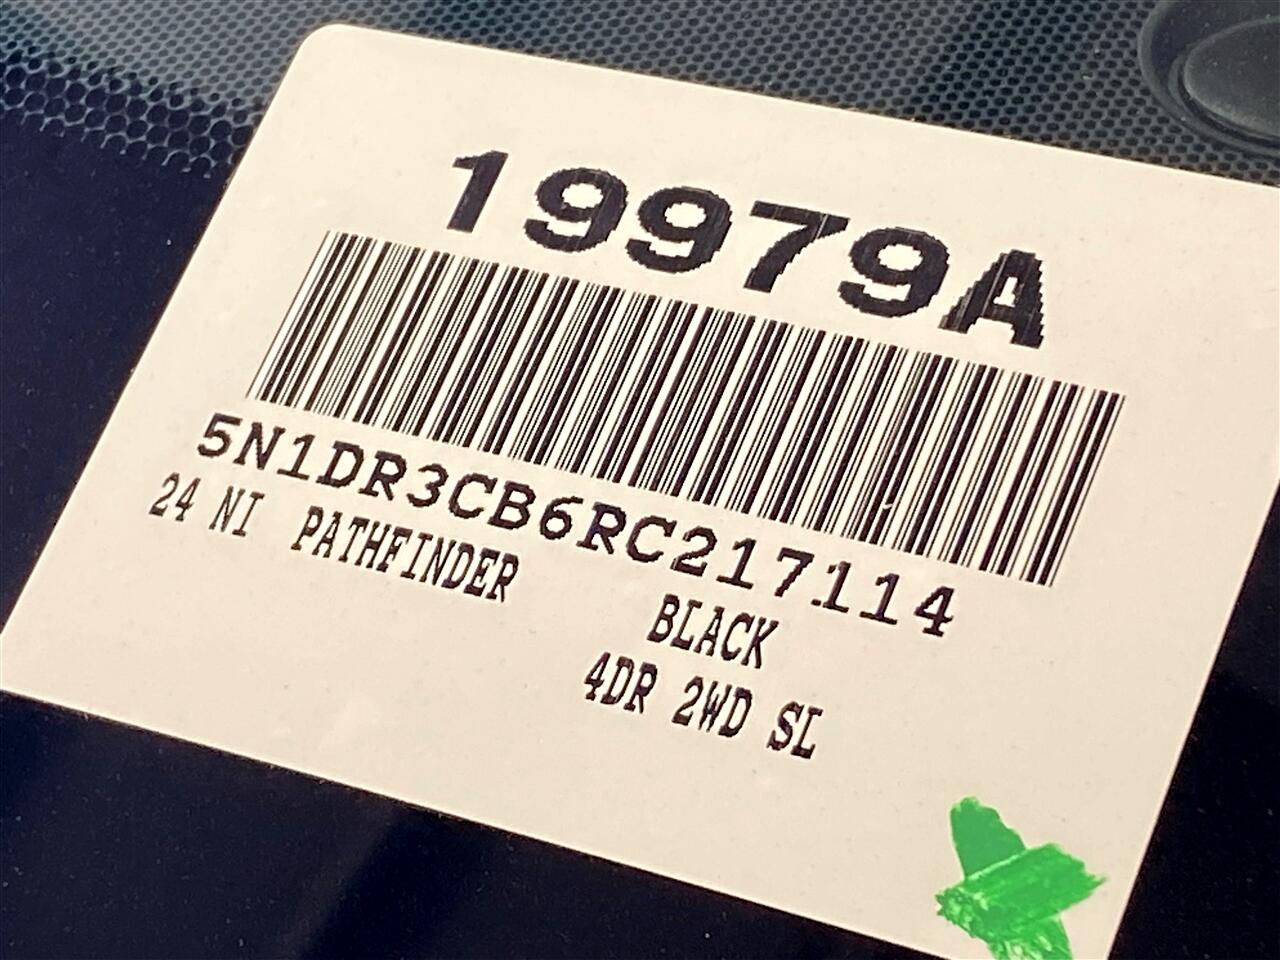 19979A
5N1DR3CB6RC217114
24 NI PATHFINDER
BLACK
4DR 2WD SL